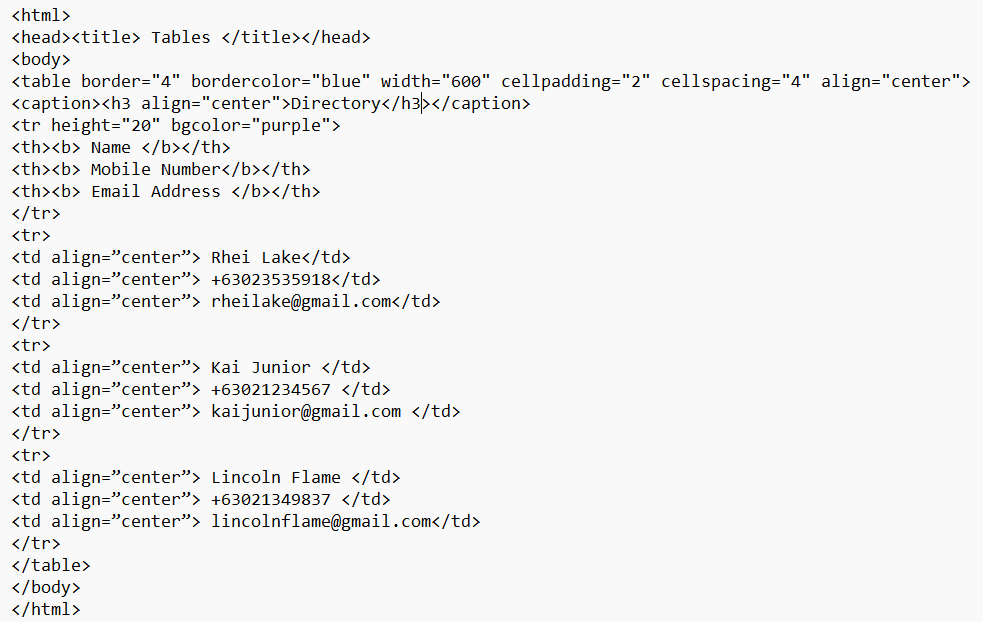 <html>
<head><title> Tables </title></head>
<body>
<table border="4" bordercolor="blue" width="600" cellpadding="2" cellspacing="4" align="center">
<caption><h3 align="center">Directory</h3></caption>
<tr height="20" bgcolor="purple">
<th><b> Name </b></th>
<th><b> Mobile Number</b></th>
<th><b> Email Address </b></th>
</tr>
<tr>
<td align=”center”> Rhei Lake</td>
<td align=”center”> +63023535918</td>
<td align=”center”> rheilake@gmail.com</td>
</tr>
<tr>
<td align=”center”> Kai Junior </td>
<td align=”center”> +63021234567 </td>
<td align=”center”> kaijunior@gmail.com </td>
</tr>
<tr>
<td align=”center”> Lincoln Flame </td>
<td align=”center”> +63021349837 </td>
<td align=”center”> lincolnflame@gmail.com</td>
</tr>
</table>
</body>
</html>